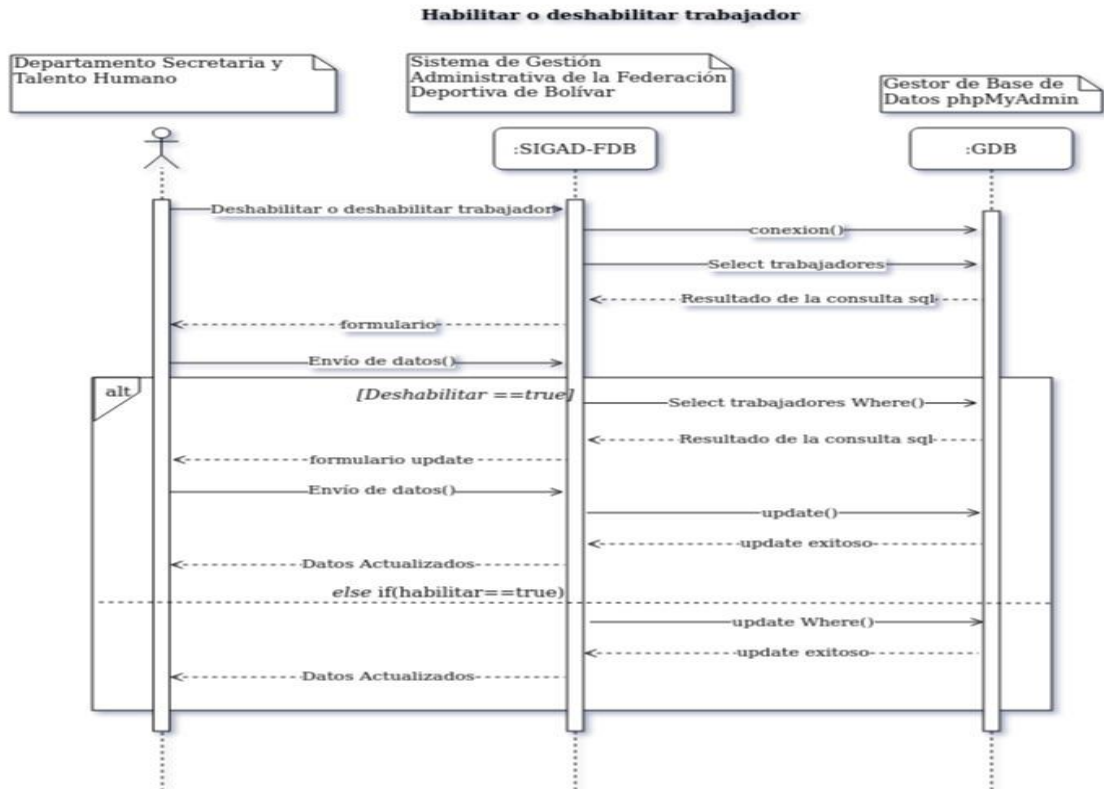 Habilitar o deshabilitar trabajador
Departamento Secretaria y
Talento Humano
Sistema de Gestión
Administrativa de la Federación
Deportiva de Bolívar
Gestor de Base de
Datos phpMyAdmin
:SIGAD-FDB
:GDB
Deshabilitar o deshabilitar trabajador
conexion()
Select trabajadores
Resultado de la consulta sql
formulario
Envío de datos()
alt
[Deshabilitar ==true]
Select trabajadores Where()
Resultado de la consulta sql
formulario update
Envío de datos()
update()
update exitoso
Datos Actualizados
else if(habilitar==true)
update Where()
update exitoso
Datos Actualizados